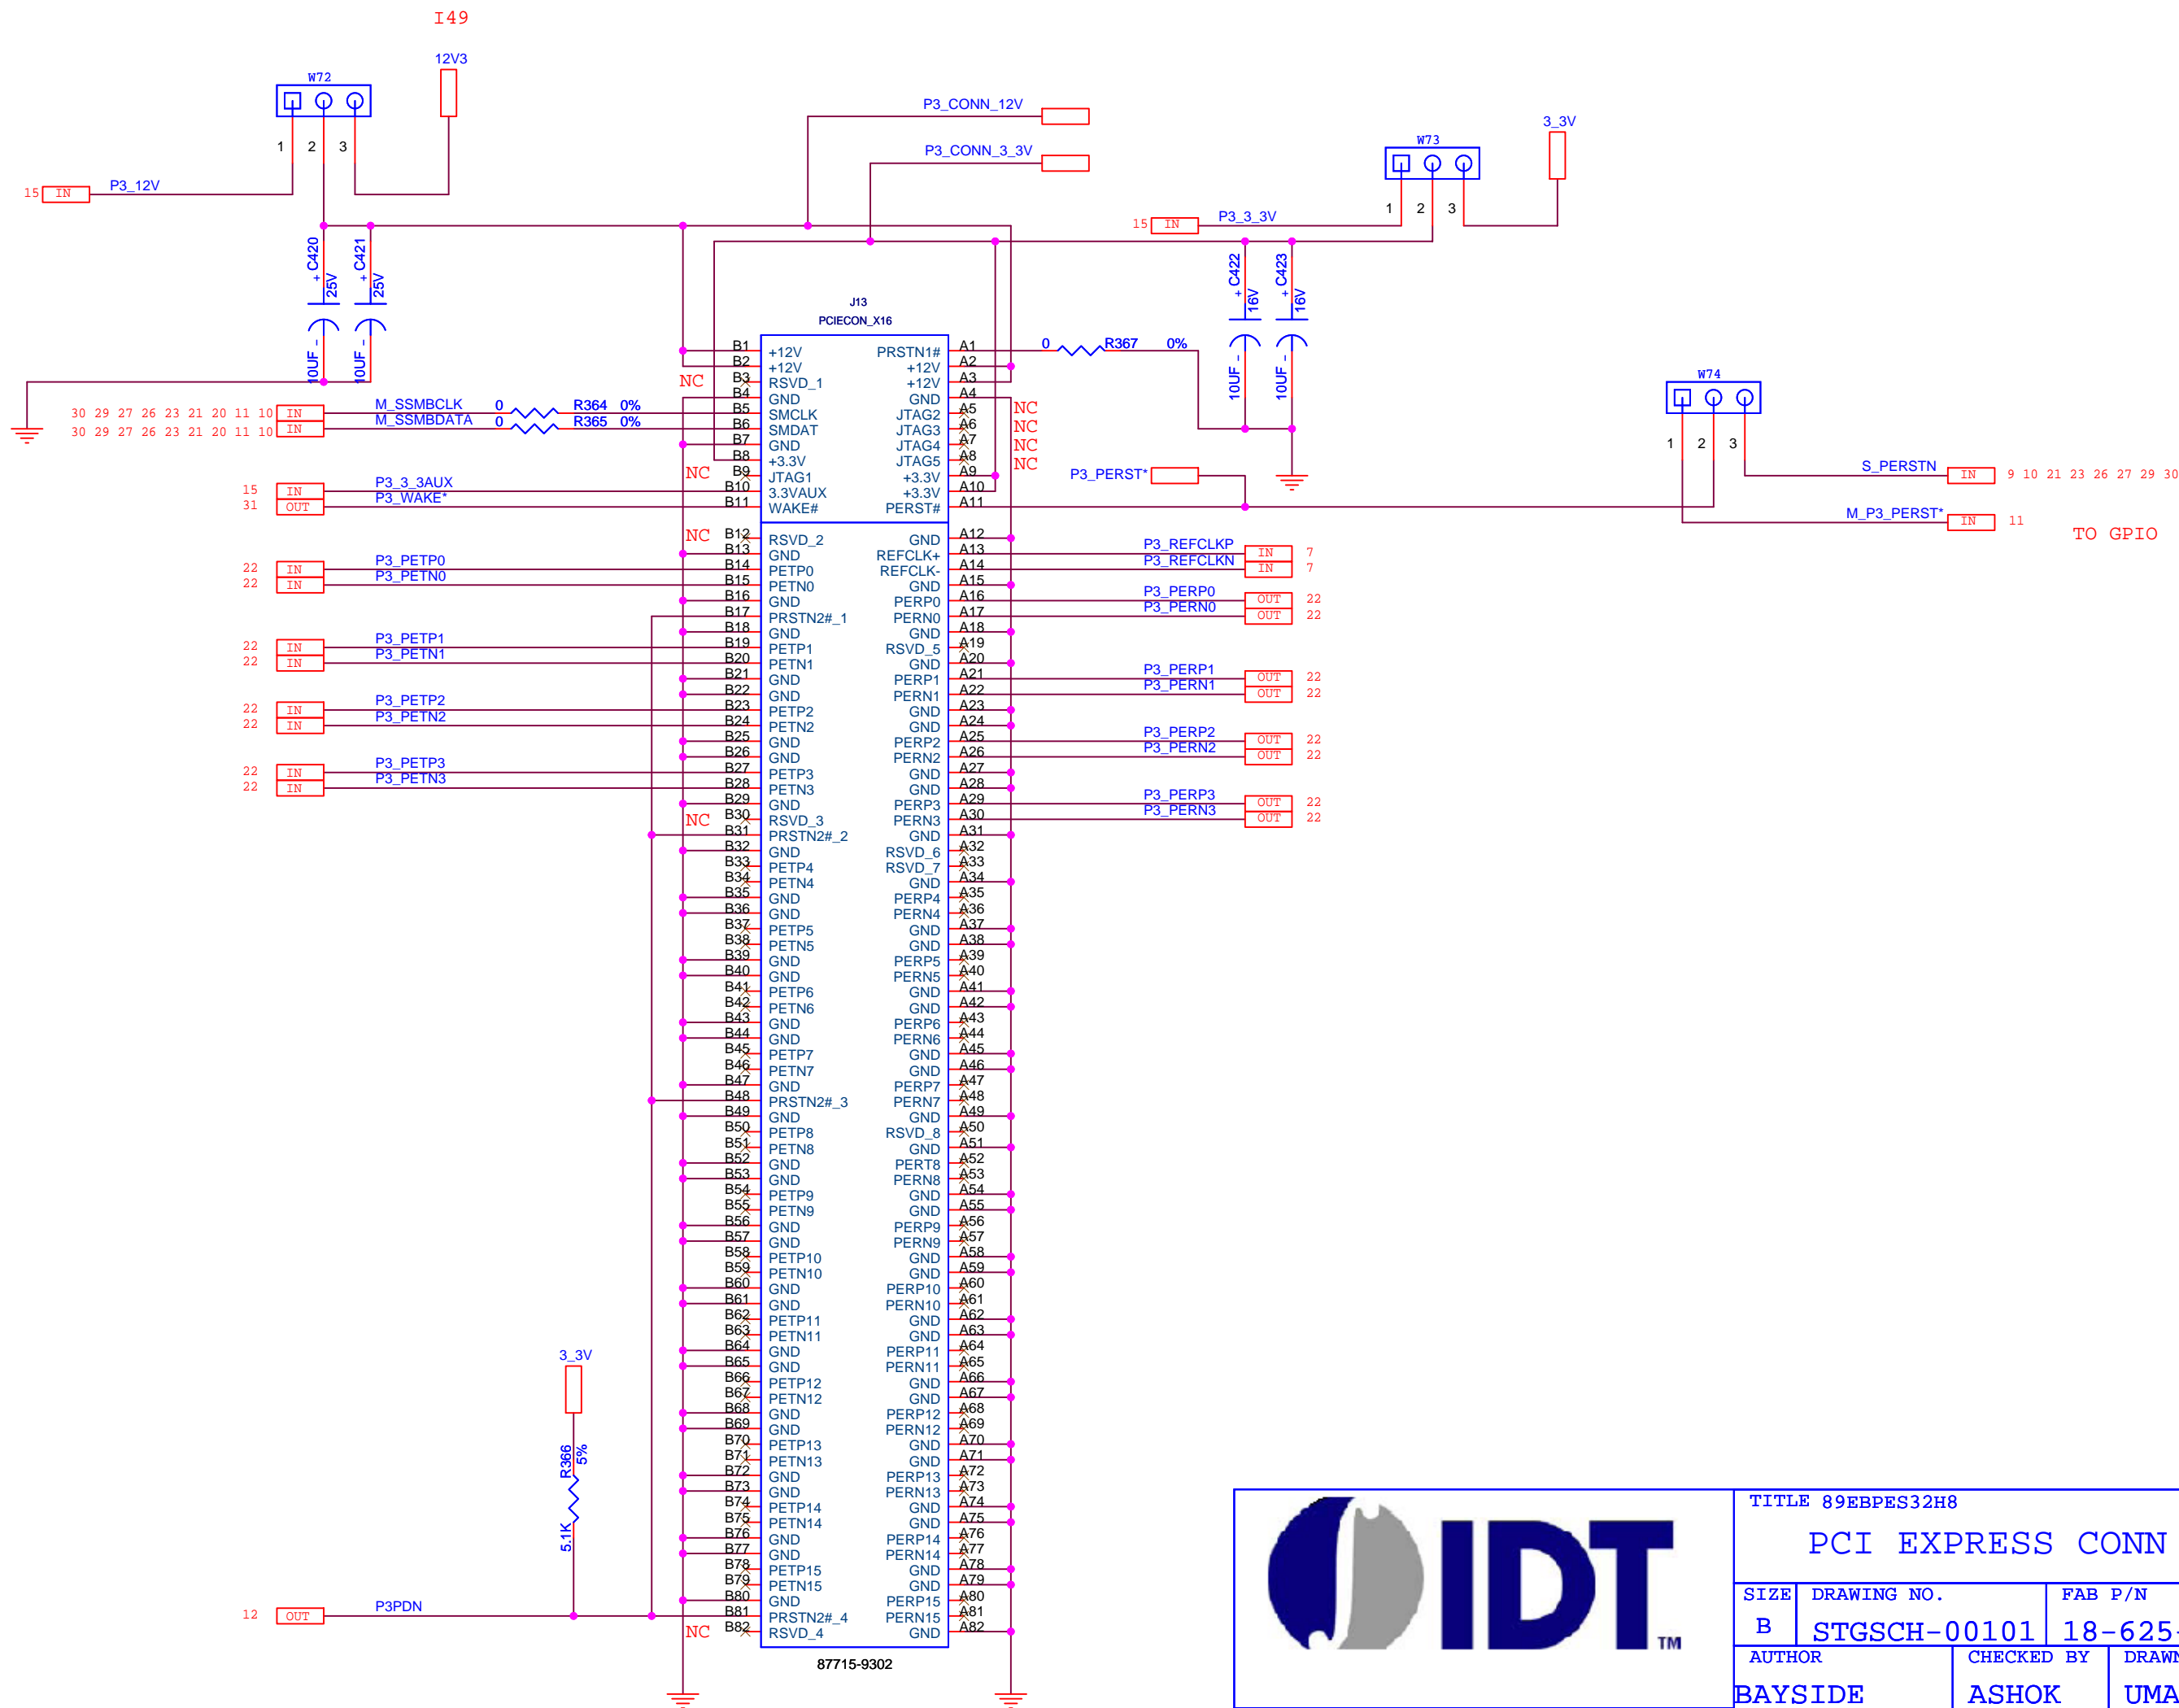 I49
12V3
W72
1 2 3
15 IN P3_12V
P3_CONN_12V
P3_CONN_3_3V
3_3V
W73
1 2 3
15 IN P3_3_3V
+ C420 25V 10UF -
+ C421 25V 10UF -
+ C422 16V 10UF -
+ C423 16V 10UF -
J13
PCIECON_X16
B1 +12V PRSTN1# A1 0 R367 0%
B2 +12V +12V A2
NC B3 RSVD_1 +12V A3
B4 GND GND A4
30 29 27 26 23 21 20 11 10 IN M_SSMBCLK 0 R364 0% B5 SMCLK JTAG2 A5 NC
30 29 27 26 23 21 20 11 10 IN M_SSMBDATA 0 R365 0% B6 SMDAT JTAG3 A6 NC
B7 GND JTAG4 A7 NC
B8 +3.3V JTAG5 A8 NC
NC B9 JTAG1 +3.3V A9
15 IN P3_3_3AUX B10 3.3VAUX +3.3V A10
31 OUT P3_WAKE* B11 WAKE# PERST# A11
P3_PERST*
W74
1 2 3
S_PERSTN IN 9 10 21 23 26 27 29 30
M_P3_PERST* IN 11
TO GPIO
NC B12 RSVD_2 GND A12
B13 GND REFCLK+ A13 P3_REFCLKP IN 7
22 IN P3_PETP0 B14 PETP0 REFCLK- A14 P3_REFCLKN IN 7
22 IN P3_PETN0 B15 PETN0 GND A15
B16 GND PERP0 A16 P3_PERP0 OUT 22
B17 PRSTN2#_1 PERN0 A17 P3_PERN0 OUT 22
B18 GND GND A18
22 IN P3_PETP1 B19 PETP1 RSVD_5 A19
22 IN P3_PETN1 B20 PETN1 GND A20
B21 GND PERP1 A21 P3_PERP1 OUT 22
B22 GND PERN1 A22 P3_PERN1 OUT 22
22 IN P3_PETP2 B23 PETP2 GND A23
22 IN P3_PETN2 B24 PETN2 GND A24
B25 GND PERP2 A25 P3_PERP2 OUT 22
B26 GND PERN2 A26 P3_PERN2 OUT 22
22 IN P3_PETP3 B27 PETP3 GND A27
22 IN P3_PETN3 B28 PETN3 GND A28
B29 GND PERP3 A29 P3_PERP3 OUT 22
NC B30 RSVD_3 PERN3 A30 P3_PERN3 OUT 22
B31 PRSTN2#_2 GND A31
B32 GND RSVD_6 A32
B33 PETP4 RSVD_7 A33
B34 PETN4 GND A34
B35 GND PERP4 A35
B36 GND PERN4 A36
B37 PETP5 GND A37
B38 PETN5 GND A38
B39 GND PERP5 A39
B40 GND PERN5 A40
B41 PETP6 GND A41
B42 PETN6 GND A42
B43 GND PERP6 A43
B44 GND PERN6 A44
B45 PETP7 GND A45
B46 PETN7 GND A46
B47 GND PERP7 A47
B48 PRSTN2#_3 PERN7 A48
B49 GND GND A49
B50 PETP8 RSVD_8 A50
B51 PETN8 GND A51
B52 GND PERT8 A52
B53 GND PERN8 A53
B54 PETP9 GND A54
B55 PETN9 GND A55
B56 GND PERP9 A56
B57 GND PERN9 A57
B58 PETP10 GND A58
B59 PETN10 GND A59
B60 GND PERP10 A60
B61 GND PERN10 A61
B62 PETP11 GND A62
B63 PETN11 GND A63
B64 GND PERP11 A64
B65 GND PERN11 A65
B66 PETP12 GND A66
B67 PETN12 GND A67
B68 GND PERP12 A68
B69 GND PERN12 A69
B70 PETP13 GND A70
B71 PETN13 GND A71
B72 GND PERP13 A72
B73 GND PERN13 A73
B74 PETP14 GND A74
B75 PETN14 GND A75
B76 GND PERP14 A76
B77 GND PERN14 A77
B78 PETP15 GND A78
B79 PETN15 GND A79
B80 GND PERP15 A80
12 OUT P3PDN B81 PRSTN2#_4 PERN15 A81
NC B82 RSVD_4 GND A82
3_3V
R366 5%
5.1K
87715-9302
IDT TM
TITLE 89EBPES32H8
PCI EXPRESS CONN
SIZE DRAWING NO. FAB P/N
B STGSCH-00101 18-625-
AUTHOR CHECKED BY DRAWN
BAYSIDE ASHOK UMA